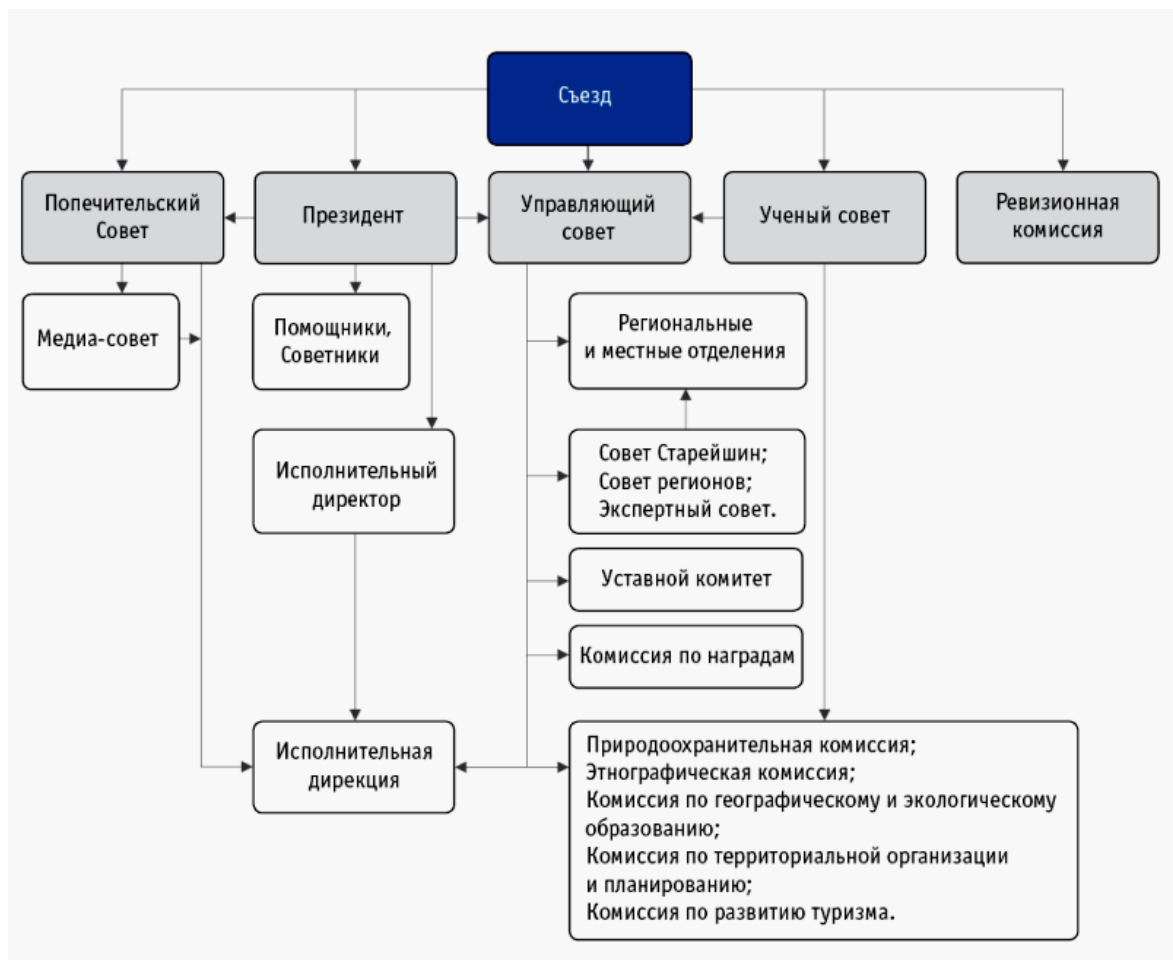 Съезд
Попечительский
Совет
Президент
Управляющий
совет
Ученый совет
Ревизионная
комиссия
Медиа-совет
Помощники,
Советники
Региональные
и местные отделения
Исполнительный
директор
Совет Старейшин;
Совет регионов;
Экспертный совет.
Уставной комитет
Комиссия по наградам
Исполнительная
дирекция
Природоохранительная комиссия;
Этнографическая комиссия;
Комиссия по географическому и экологическому
образованию;
Комиссия по территориальной организации
и планированию;
Комиссия по развитию туризма.